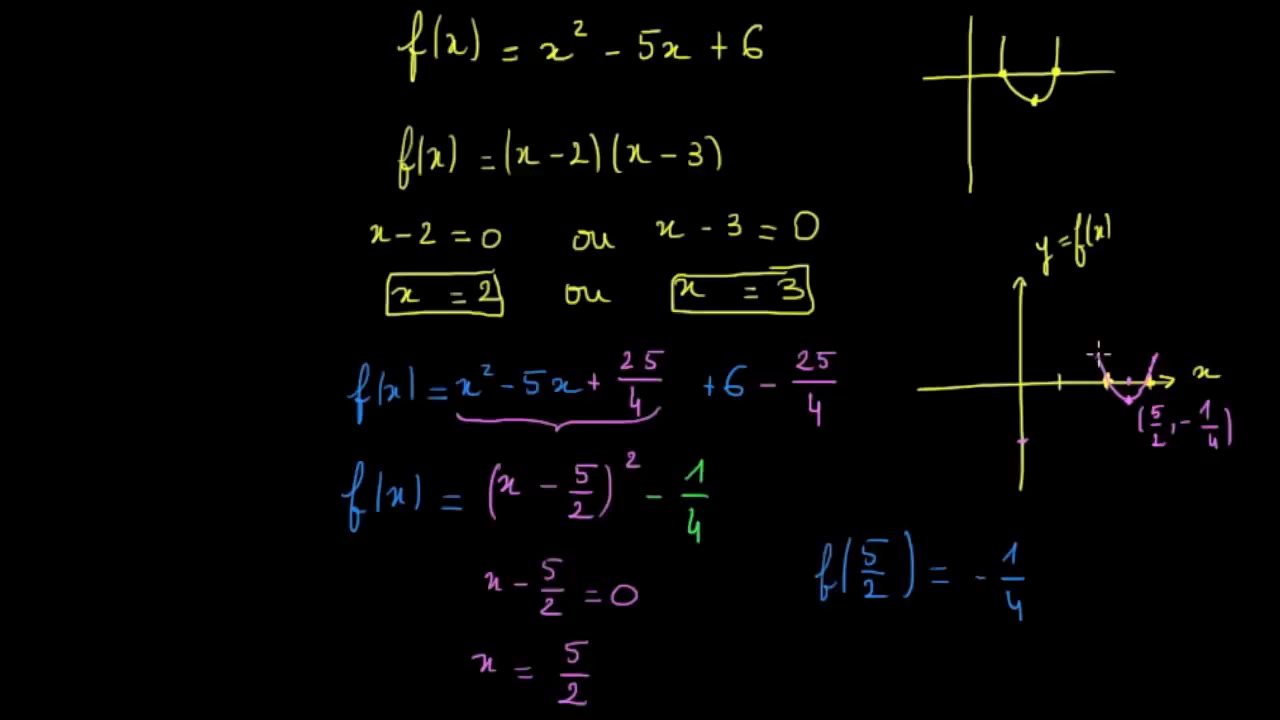 f(x) = x² - 5x + 6
f(x) = (x - 2)(x - 3)
x - 2 = 0 ou x - 3 = 0
x = 2 ou x = 3
f(x) = x² - 5x + 25/4 + 6 - 25/4
f(x) = (x - 5/2)² - 1/4
x - 5/2 = 0
x = 5/2
y = f(x)
x
(5/2, -1/4)
f(5/2) = -1/4